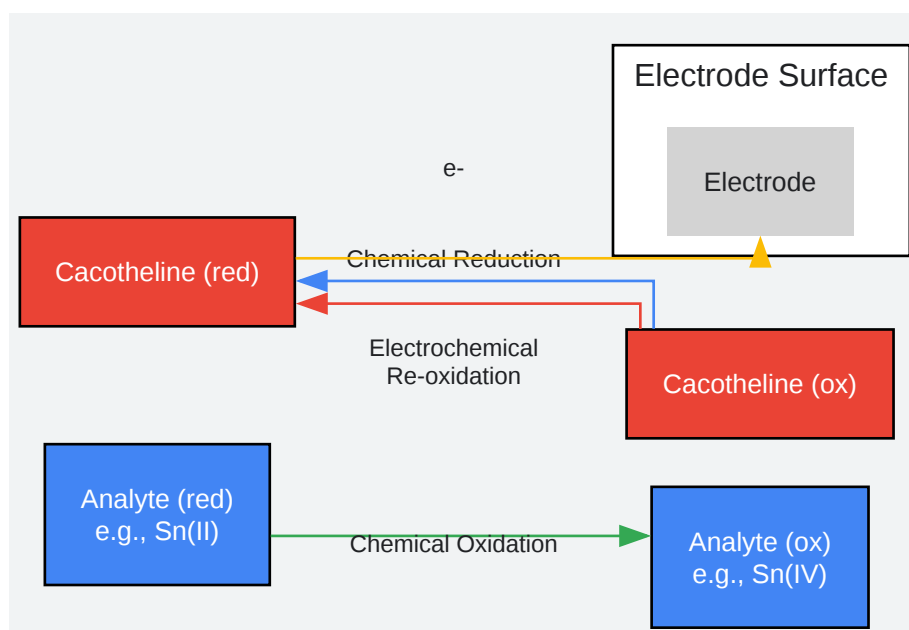 Electrode Surface
Electrode
e-
Cacotheline (red)
Chemical Reduction
Electrochemical
Re-oxidation
Cacotheline (ox)
Analyte (red)
e.g., Sn(II)
Chemical Oxidation
Analyte (ox)
e.g., Sn(IV)